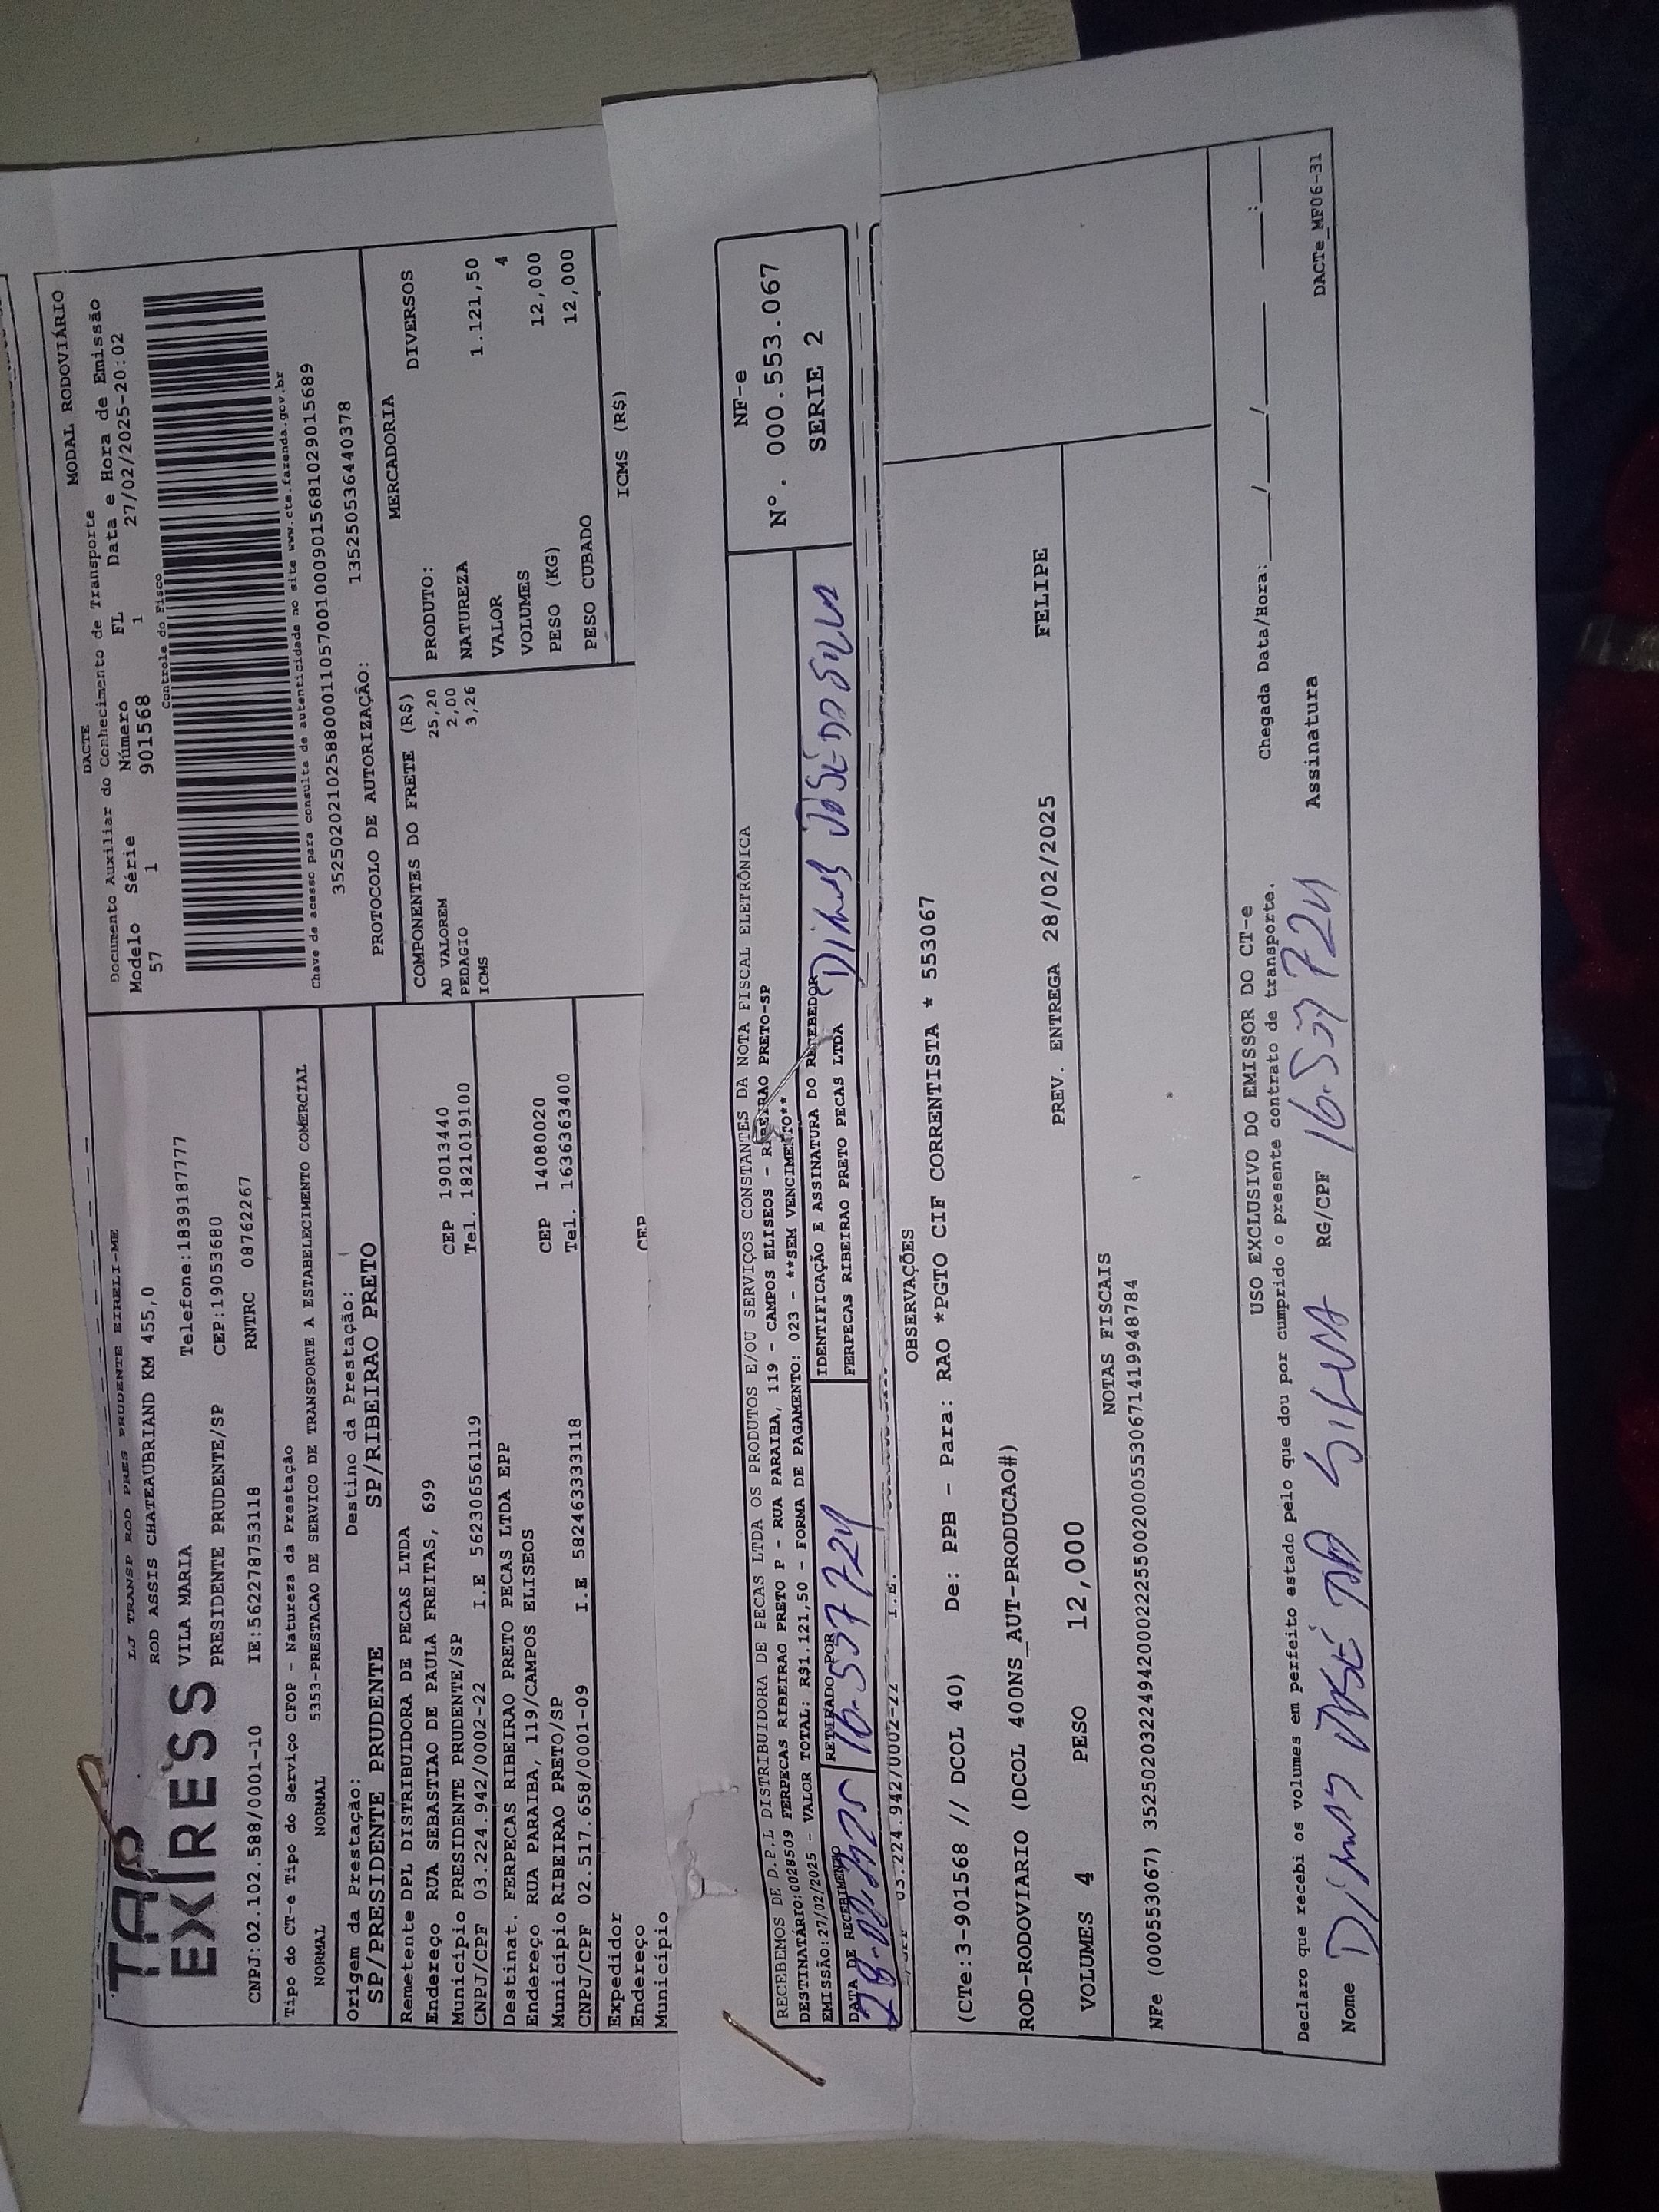 MODAL RODOVIÁRIO
DACTE
LJ TRANSP ROD PRES PRUDENTE EIRELI-ME
Documento Auxiliar do Conhecimento de Transporte
TAP EXPRESS
ROD ASSIS CHATEAUBRIAND KM 455,0
Modelo Série Número FL Data e Hora de Emissão
57 1 901568 1 27/02/2025-20:02
VILA MARIA Telefone:1839187777
Controle do Fisco
PRESIDENTE PRUDENTE/SP CEP:19053680
CNPJ:02.102.588/0001-10 IE:562278753118 RNTRC 08762267
Tipo do CT-e Tipo do Serviço CFOP - Natureza da Prestação
NORMAL NORMAL 5353-PRESTACAO DE SERVICO DE TRANSPORTE A ESTABELECIMENTO COMERCIAL
Chave de acesso para consulta de autenticidade no site www.cte.fazenda.gov.br
35250202102588000110570010009015681029015689
Origem da Prestação: Destino da Prestação:
SP/PRESIDENTE PRUDENTE SP/RIBEIRAO PRETO
PROTOCOLO DE AUTORIZAÇÃO: 135250536440378
Remetente DPL DISTRIBUIDORA DE PECAS LTDA
Endereço RUA SEBASTIAO DE PAULA FREITAS, 699 CEP 19013440
Município PRESIDENTE PRUDENTE/SP Tel. 1821019100
CNPJ/CPF 03.224.942/0002-22 I.E 562306561119
Destinat. FERPECAS RIBEIRAO PRETO PECAS LTDA EPP
Endereço RUA PARAIBA, 119/CAMPOS ELISEOS CEP 14080020
Município RIBEIRAO PRETO/SP Tel. 1636363400
CNPJ/CPF 02.517.658/0001-09 I.E 582463333118
Expedidor
Endereço
Município CEP
COMPONENTES DO FRETE (R$)
AD VALOREM 25,20
PEDAGIO 2,00
ICMS 3,26
MERCADORIA
PRODUTO: DIVERSOS
NATUREZA
VALOR 1.121,50
VOLUMES 4
PESO (KG) 12,000
PESO CUBADO 12,000
ICMS (R$)
RECEBEMOS DE D.P.L DISTRIBUIDORA DE PECAS LTDA OS PRODUTOS E/OU SERVIÇOS CONSTANTES DA NOTA FISCAL ELETRÔNICA
DESTINATÁRIO:0028509 FERPECAS RIBEIRAO PRETO P - RUA PARAIBA, 119 - CAMPOS ELISEOS - RIBEIRAO PRETO-SP
EMISSÃO:27/02/2025 - VALOR TOTAL: R$1.121,50 - FORMA DE PAGAMENTO: 023 - **SEM VENCIMENTO**
NF-e
Nº. 000.553.067
SERIE 2
DATA DE RECEBIMENTO RETIRADO POR IDENTIFICAÇÃO E ASSINATURA DO RECEBEDOR
FERPECAS RIBEIRAO PRETO PECAS LTDA
JOSÉ DA SILVA
03.224.942/0002-22 I.E.
OBSERVAÇÕES
(CTe:3-901568 // DCOL 40) De: PPB - Para: RAO *PGTO CIF CORRENTISTA * 553067
ROD-RODOVIARIO (DCOL 400NS_AUT-PRODUCAO#)
VOLUMES 4 PESO 12,000 PREV. ENTREGA 28/02/2025 FELIPE
NOTAS FISCAIS
NFe (000553067) 35250203224942000222550020005530671419948784
USO EXCLUSIVO DO EMISSOR DO CT-e
Declaro que recebi os volumes em perfeito estado pelo que dou por cumprido o presente contrato de transporte.
Chegada Data/Hora: ____/____/____ ____:____
Nome JOSÉ DA SILVA RG/CPF Assinatura
DACTe_MF06-31